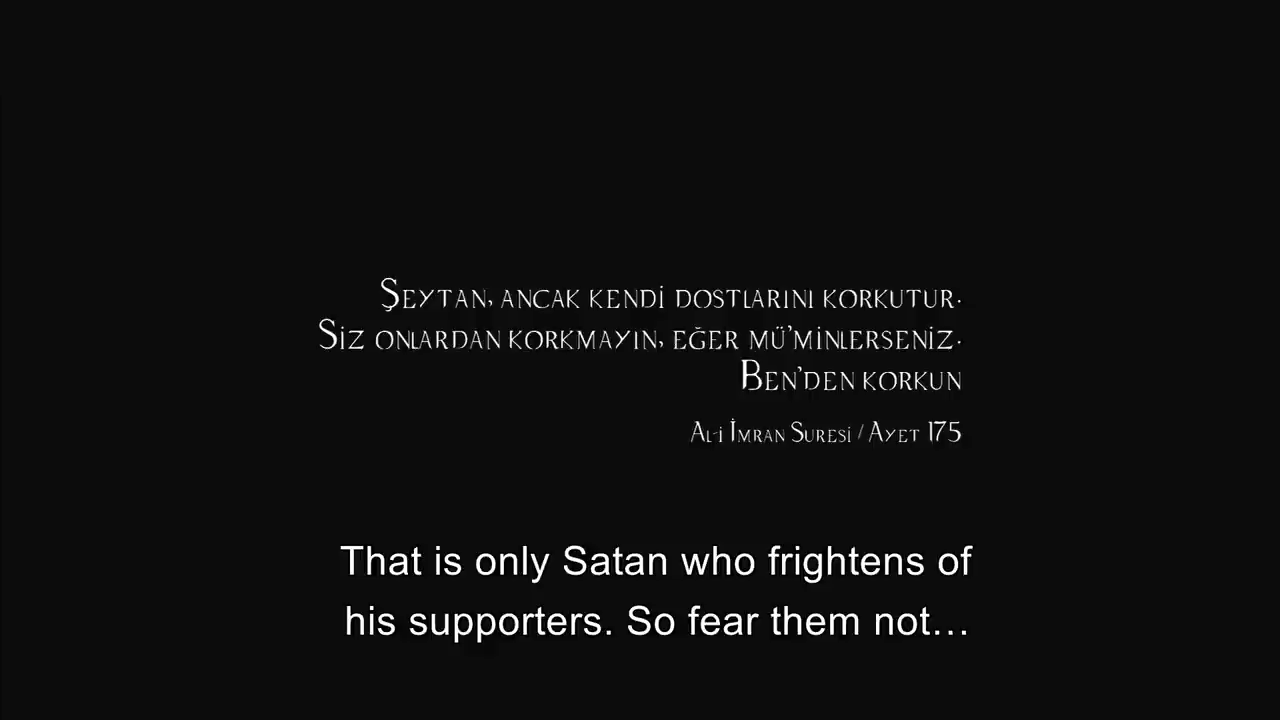 Şeytan, ancak kendi dostlarını korkutur.
Siz onlardan korkmayın, eğer mü'minlerseniz.
Ben'den korkun
Al-i İmran Suresi / Ayet 175
That is only Satan who frightens of
his supporters. So fear them not...